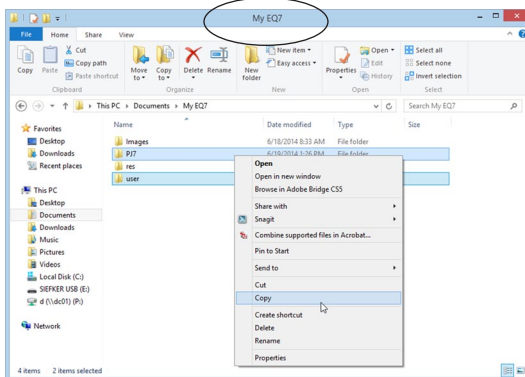 My EQ7
File Home Share View
Copy
Paste
Cut
Copy path
Paste shortcut
Clipboard
Move to
Copy to
Delete
Rename
Organize
New folder
New item
Easy access
New
Properties
Open
Edit
History
Open
Select all
Select none
Invert selection
Select
This PC Documents My EQ7
Search My EQ7
Name Date modified Type Size
Images 6/18/2014 8:33 AM File folder
PJ7 6/19/2014 1:26 PM File folder
res
user
Favorites
Desktop
Downloads
Recent places
This PC
Desktop
Documents
Downloads
Music
Pictures
Videos
Local Disk (C:)
SIEFKER USB (E:)
d (\\dc01) (P:)
Network
Open
Open in new window
Browse in Adobe Bridge CS5
Share with
Snagit
Combine supported files in Acrobat...
Pin to Start
Send to
Cut
Copy
Create shortcut
Delete
Rename
Properties
4 items 2 items selected